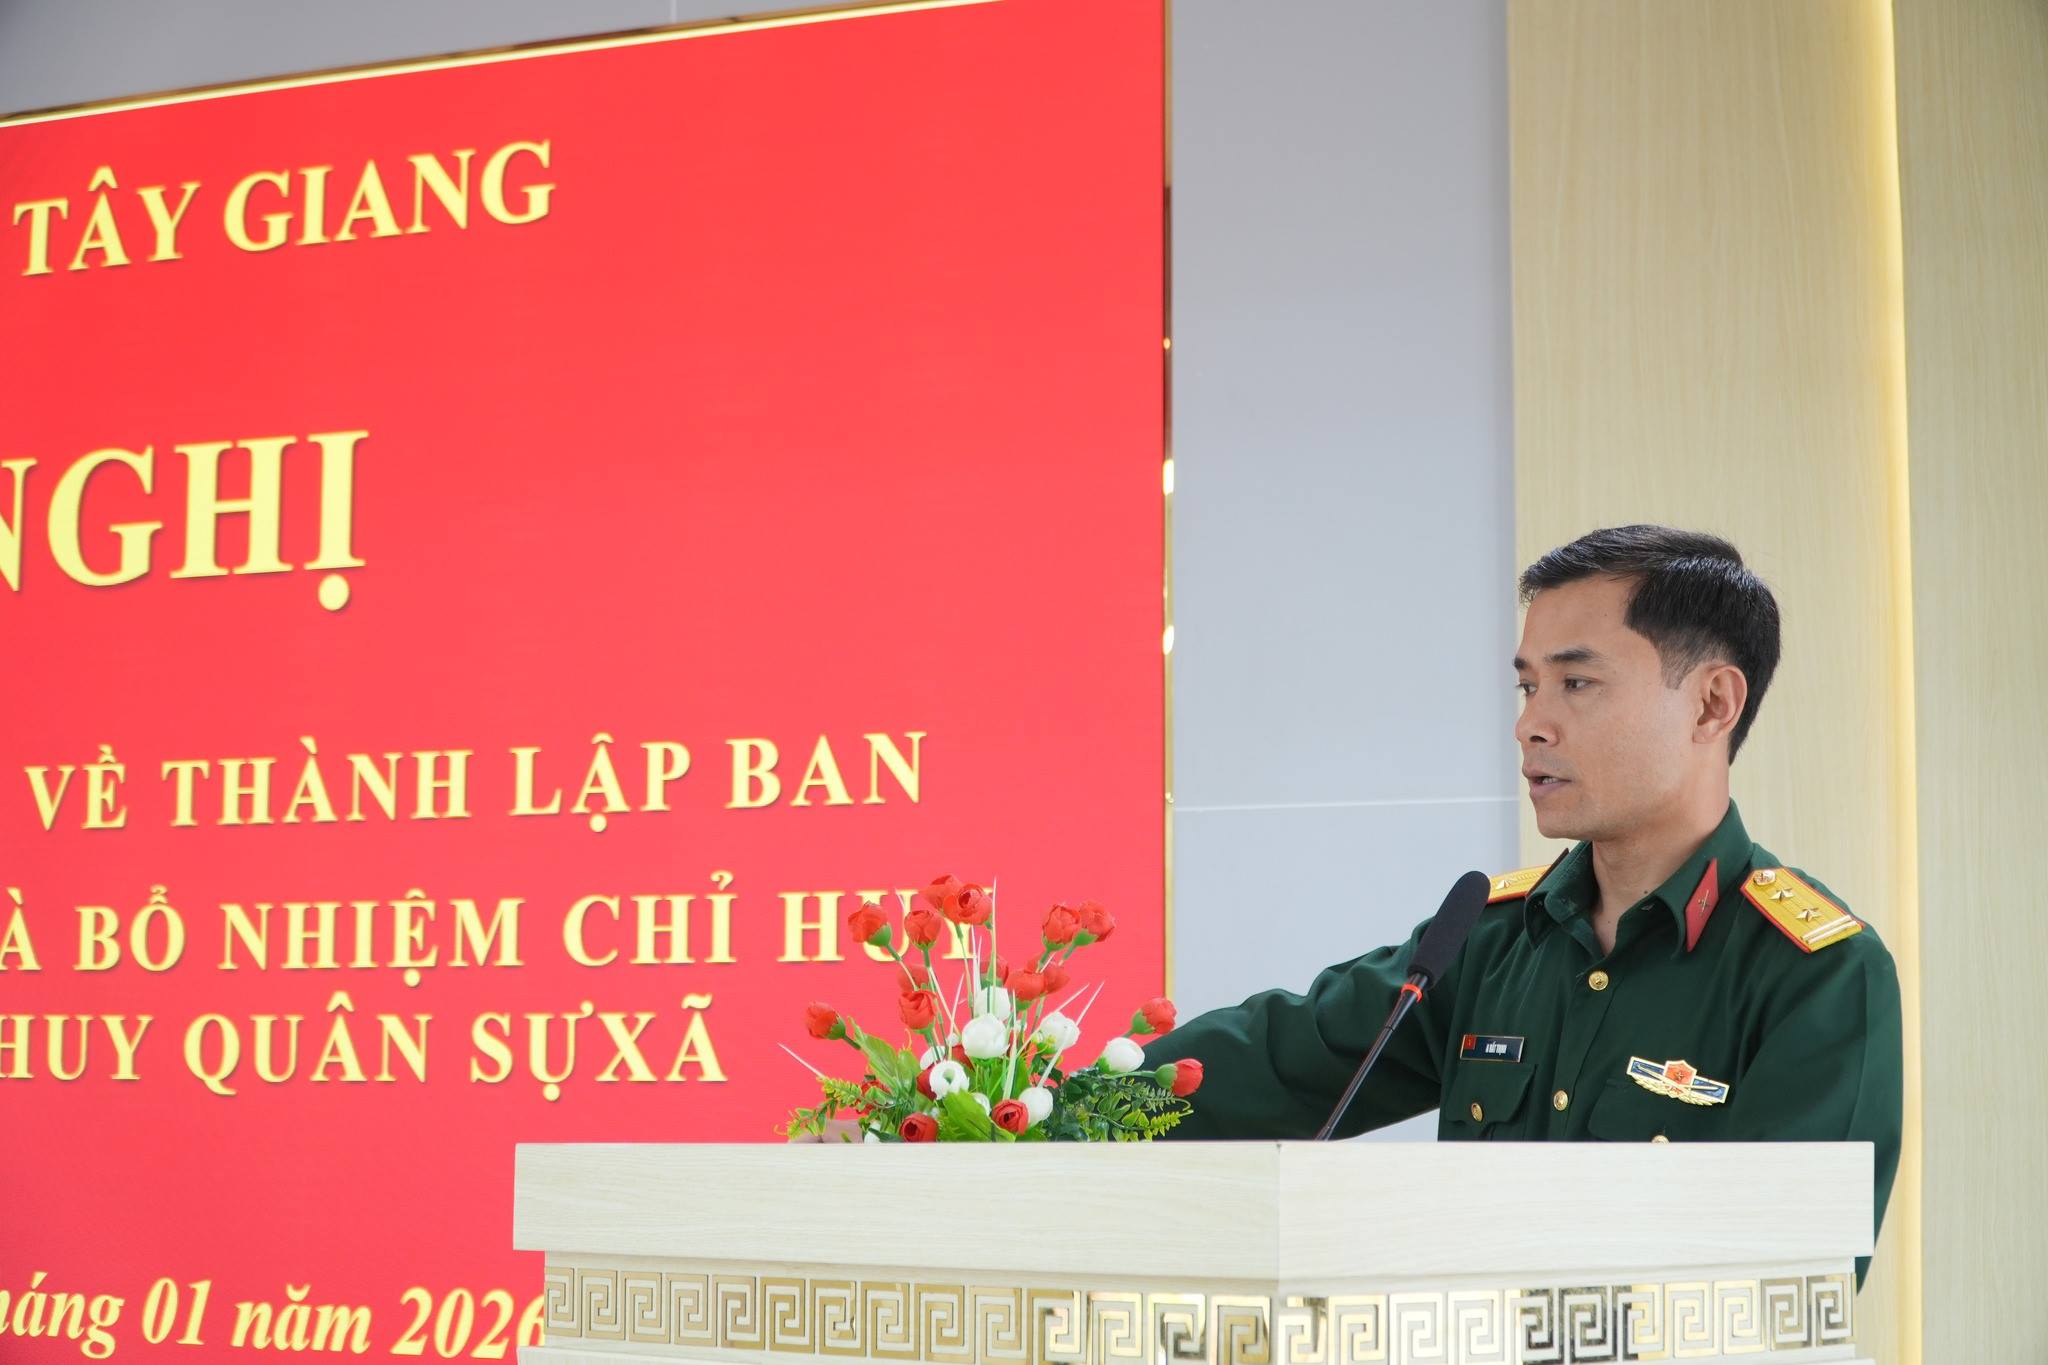 TÂY GIANG
NGHỊ
VỀ THÀNH LẬP BAN
À BỔ NHIỆM CHỈ HUY
HUY QUÂN SỰXÃ
háng 01 năm 2026